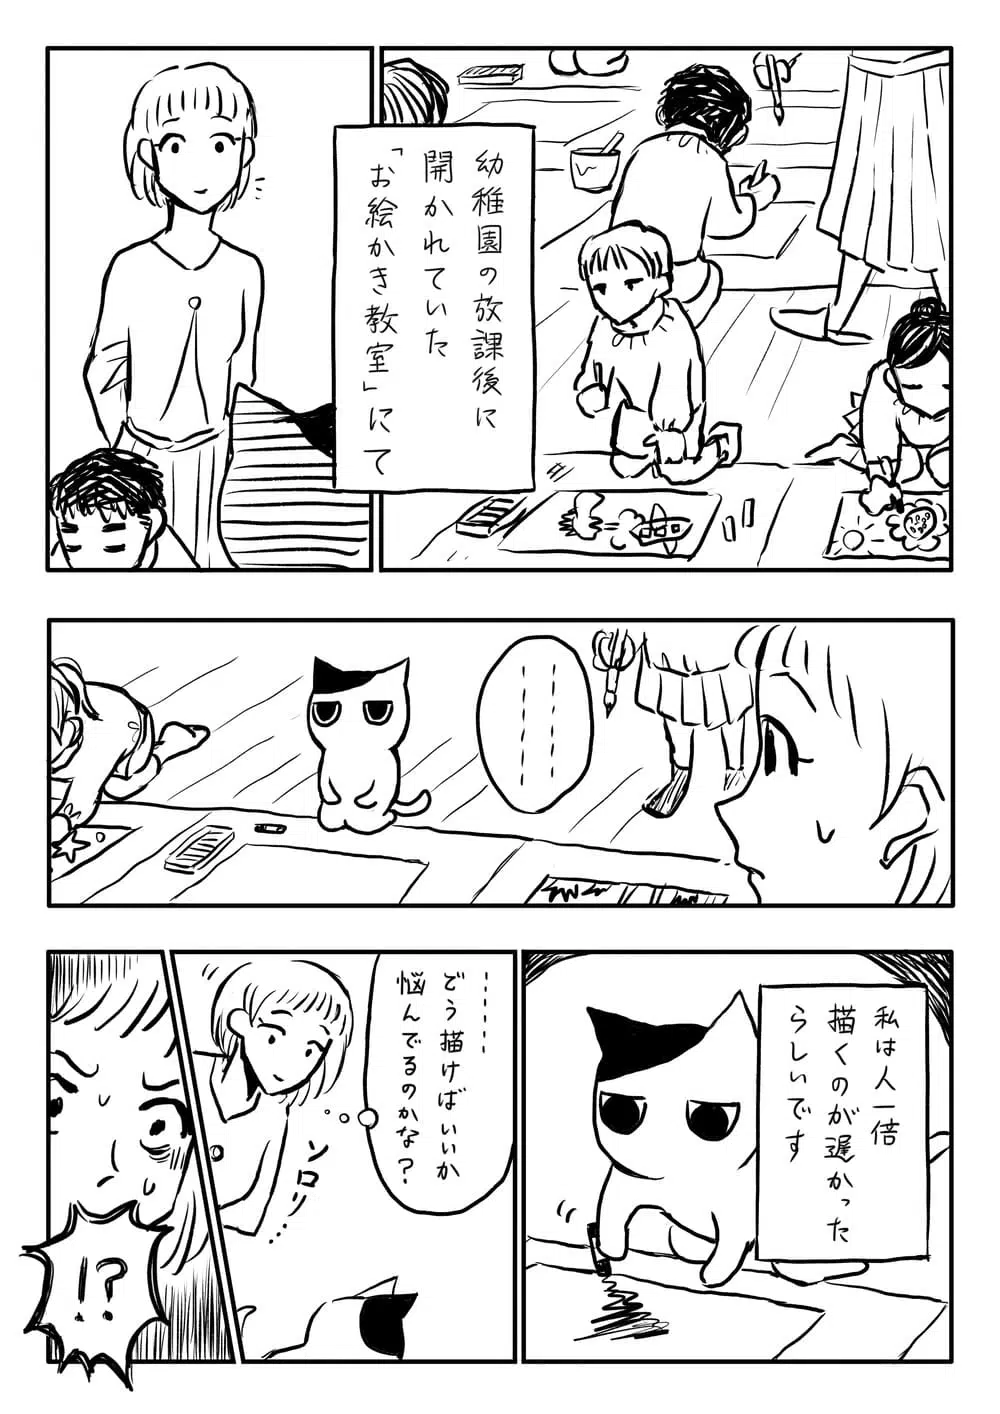 幼稚園の放課後に
開かれていた
「お絵かき教室」にて
………
私は人一倍
描くのが遅かった
らしいです
………
どう描けばいいか
悩んでるのかな？
ソロリ…
!?